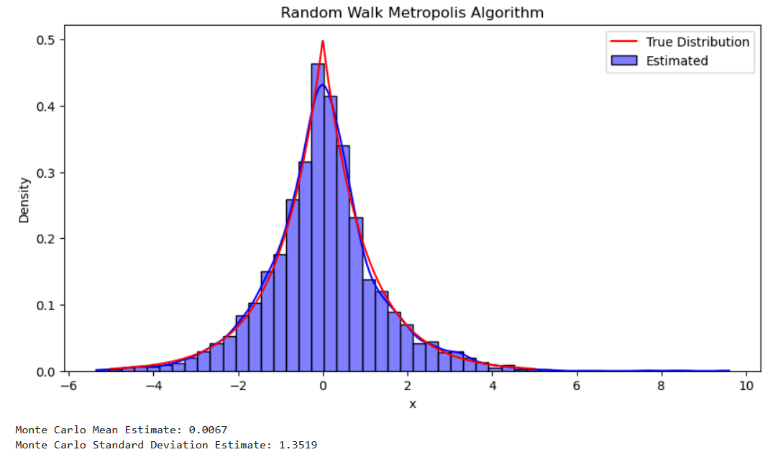 Random Walk Metropolis Algorithm
True Distribution
Estimated
0.5
0.4
0.3
0.2
0.1
0.0
Density
−6 −4 −2 0 2 4 6 8 10
x
Monte Carlo Mean Estimate: 0.0067
Monte Carlo Standard Deviation Estimate: 1.3519